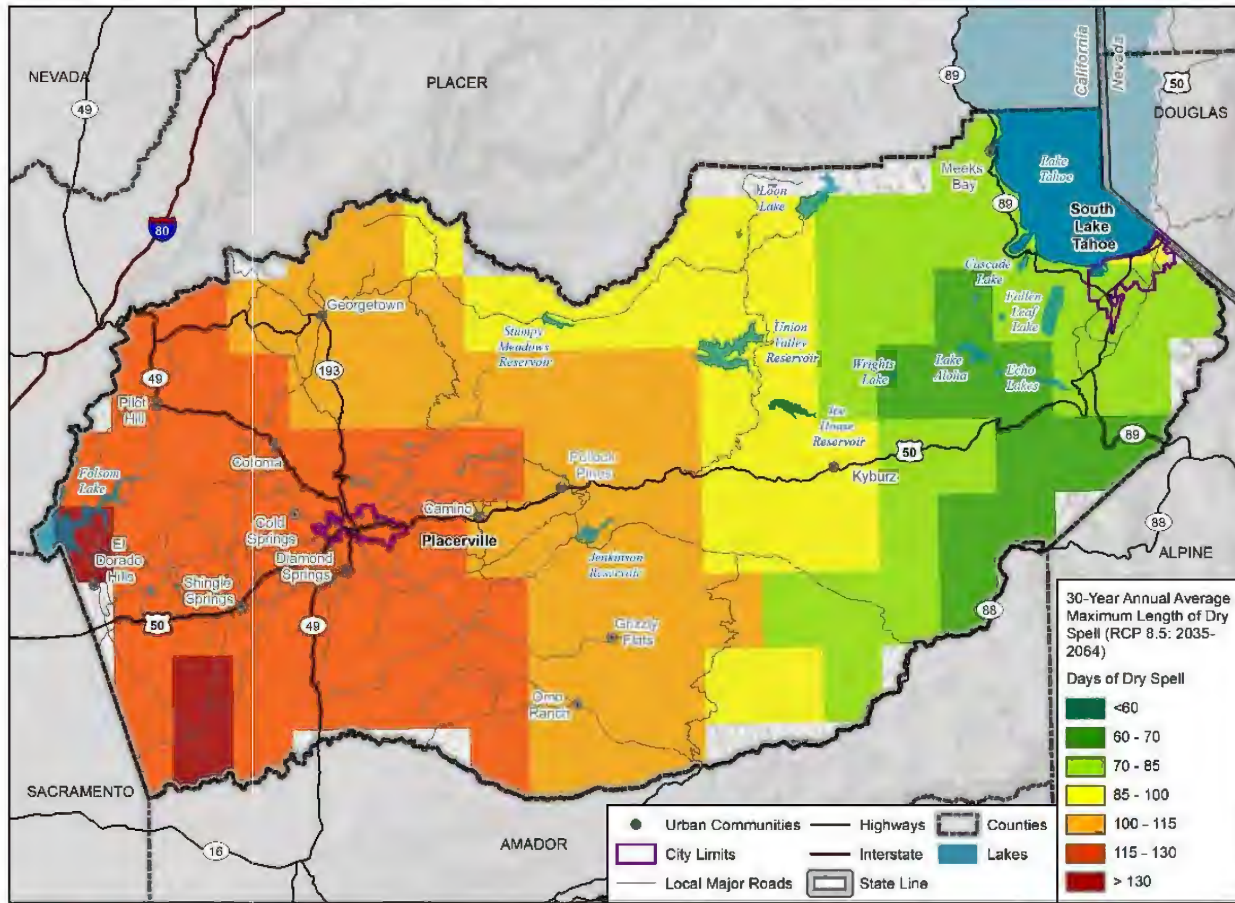 NEVADA
49
PLACER
89
California
Nevada
50
DOUGLAS
80
Meeks
Bay
Lake
Tahoe
Loon
Lake
89
South
Lake
Tahoe
Cascade
Lake
Fallen
Leaf
Lake
Georgetown
Stumpy
Meadows
Reservoir
Union
Valley
Reservoir
Wrights
Lake
Lake
Aloha
Echo
Lakes
49
193
Pilot
Hill
Ice
House
Reservoir
89
50
Coloma
Pollock
Pines
Kyburz
Folsom
Lake
Camino
Cold
Springs
Placerville
88
El
Dorado
Hills
Diamond
Springs
Jenkinson
Reservoir
ALPINE
Shingle
Springs
50
49
Grizzly
Flats
88
Omo
Ranch
SACRAMENTO
16
AMADOR
30-Year Annual Average
Maximum Length of Dry
Spell (RCP 8.5: 2035-
2064)
Days of Dry Spell
<60
60 - 70
70 - 85
85 - 100
100 - 115
115 - 130
> 130
Urban Communities
Highways
Counties
City Limits
Interstate
Lakes
Local Major Roads
State Line